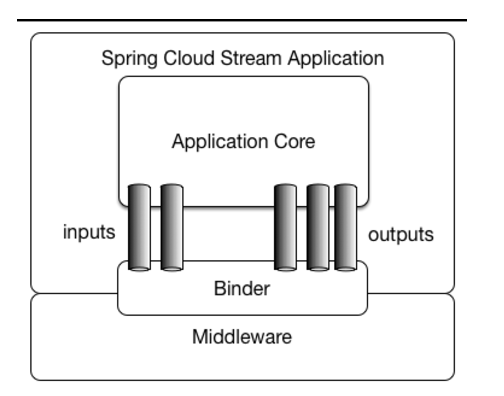 Spring Cloud Stream Application
Application Core
inputs
outputs
Binder
Middleware